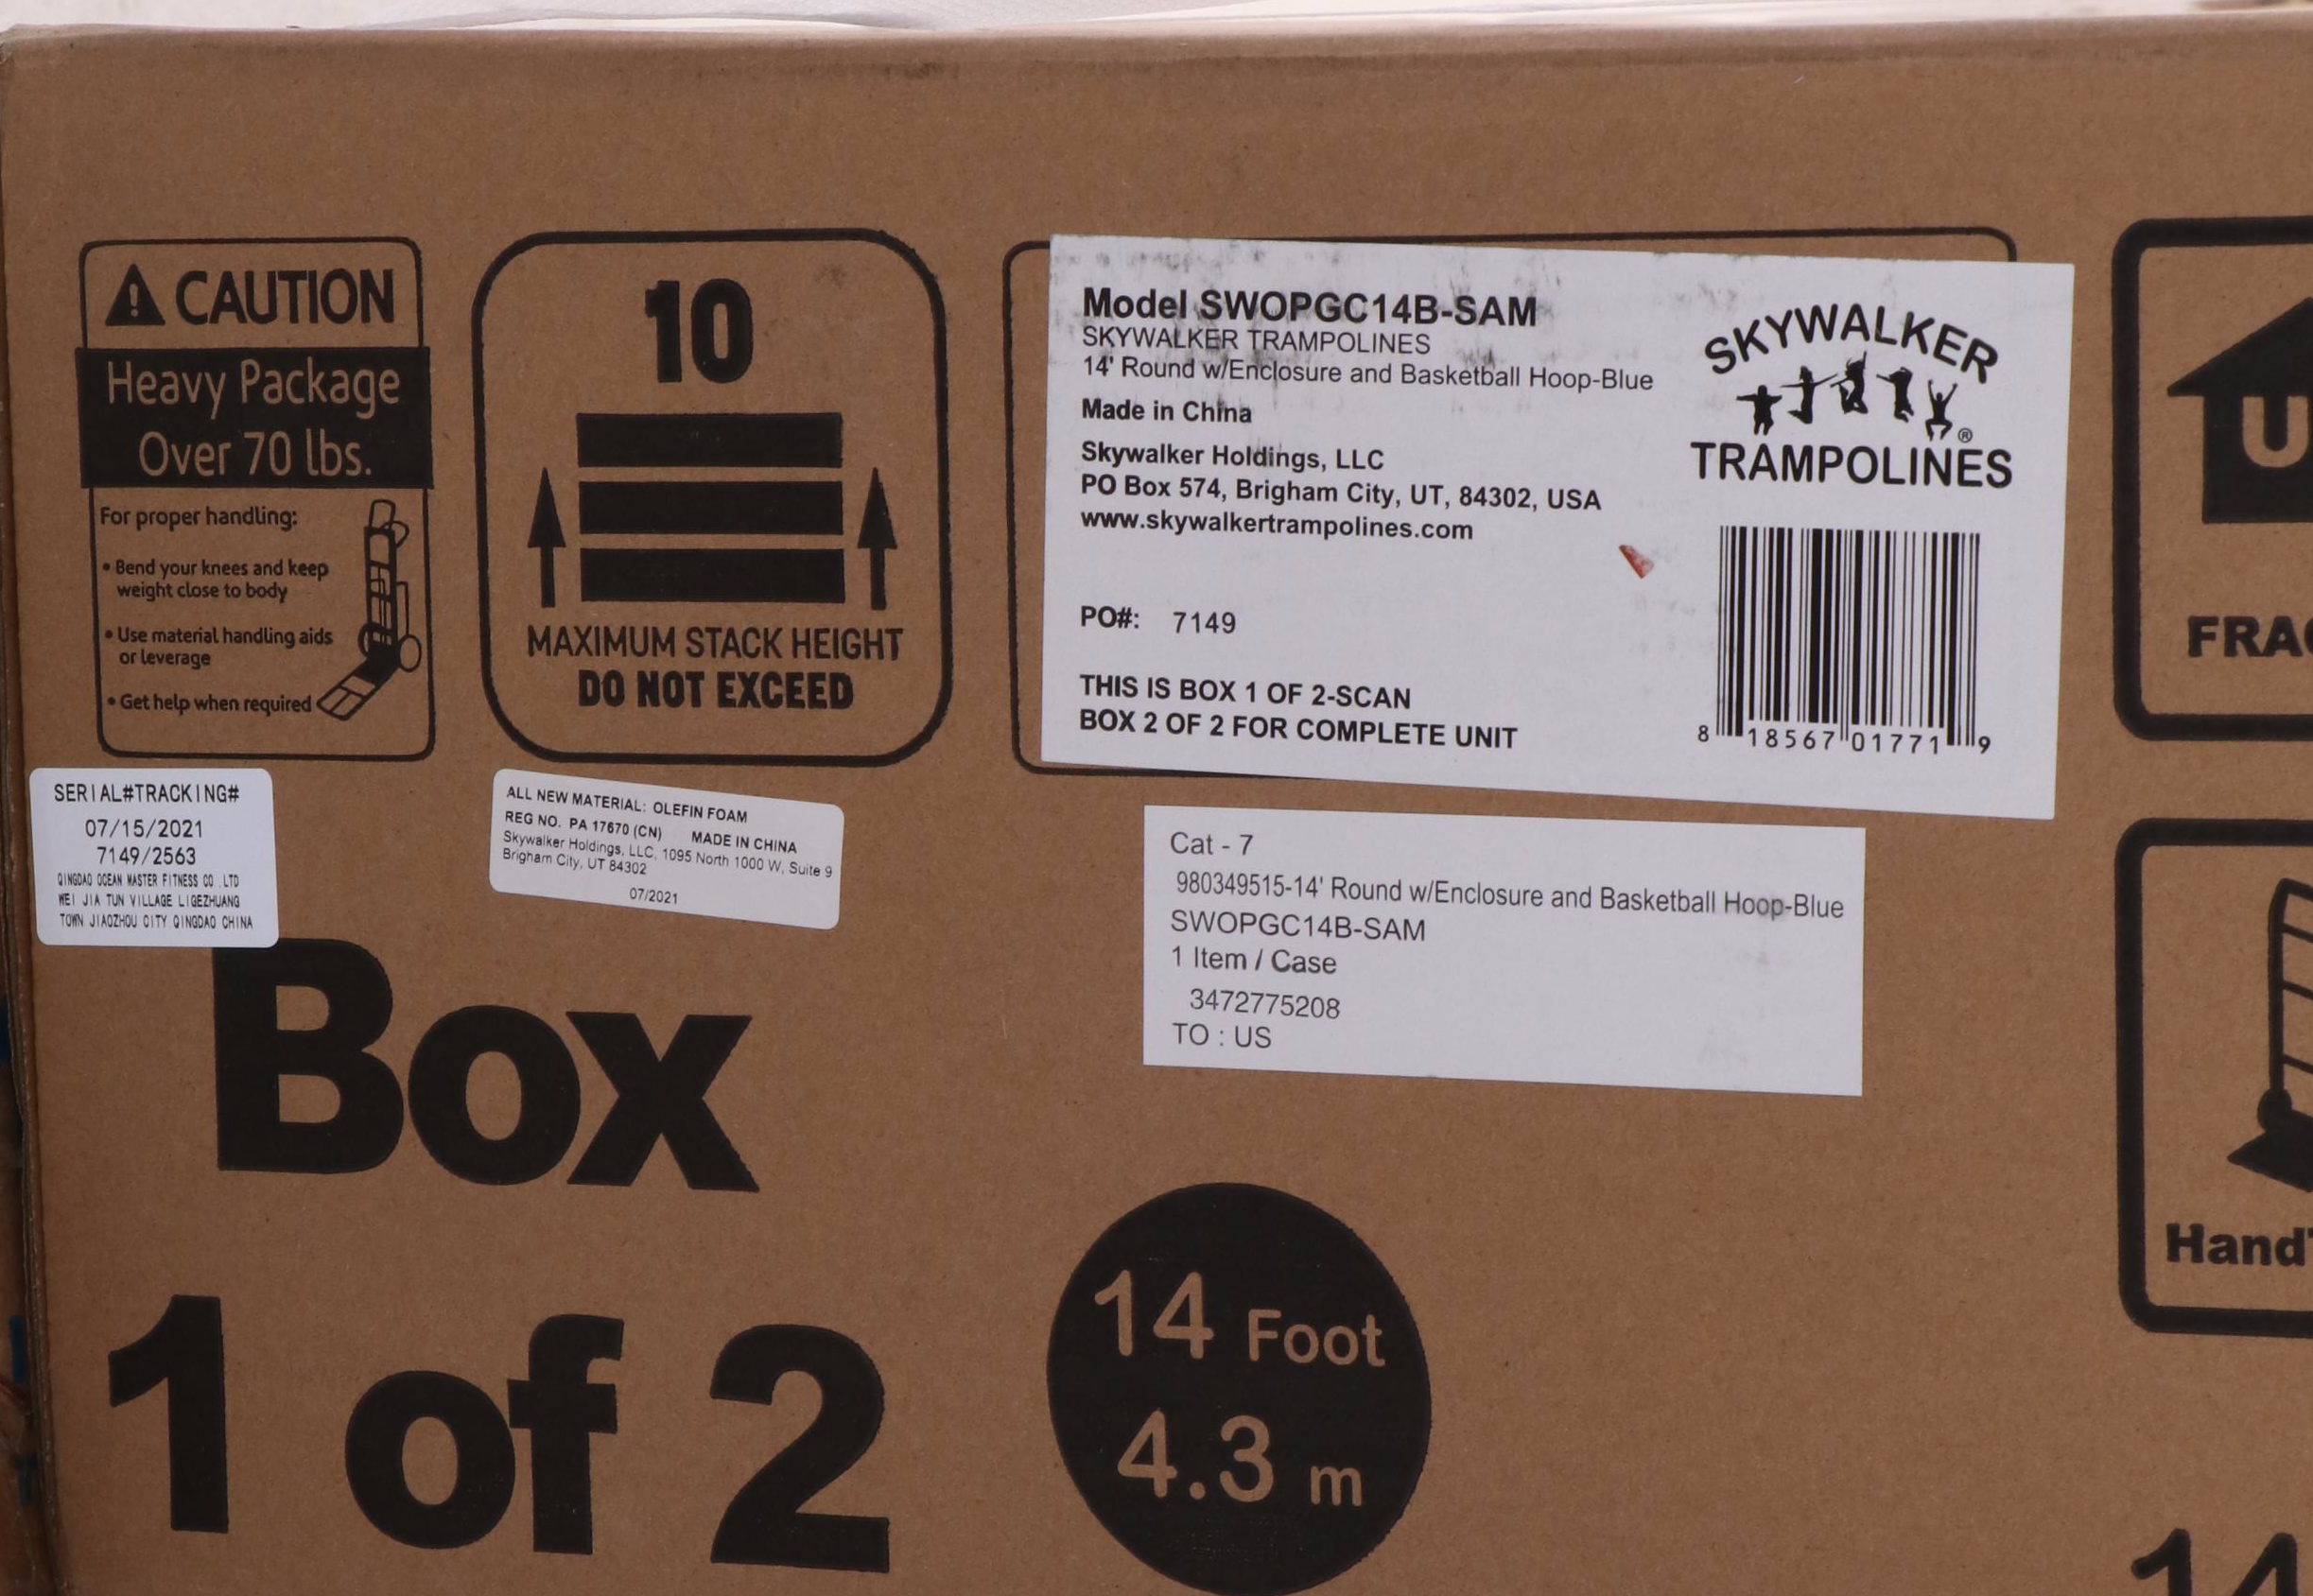 CAUTION
Heavy Package
Over 70 lbs.
For proper handling:
• Bend your knees and keep
weight close to body
• Use material handling aids
or leverage
• Get help when required
10
MAXIMUM STACK HEIGHT
DO NOT EXCEED
Model SWOPGC14B-SAM
SKYWALKER TRAMPOLINES
14' Round w/Enclosure and Basketball Hoop-Blue
Made in China
Skywalker Holdings, LLC
PO Box 574, Brigham City, UT, 84302, USA
www.skywalkertrampolines.com
PO#: 7149
THIS IS BOX 1 OF 2-SCAN
BOX 2 OF 2 FOR COMPLETE UNIT
SKYWALKER
®
TRAMPOLINES
8 18567 01771 9
U
FRAG
SERIAL#TRACKING#
07/15/2021
7149/2563
QINGDAO OCEAN MASTER FITNESS CO .LTD
WEI JIA TUN VILLAGE LIGEZHUANG
TOWN JIAOZHOU CITY QINGDAO CHINA
ALL NEW MATERIAL: OLEFIN FOAM
REG NO. PA 17670 (CN) MADE IN CHINA
Skywalker Holdings, LLC, 1095 North 1000 W, Suite 9
Brigham City, UT 84302
07/2021
Cat - 7
980349515-14' Round w/Enclosure and Basketball Hoop-Blue
SWOPGC14B-SAM
1 Item / Case
3472775208
TO : US
Box
1 of 2
14 Foot
4.3 m
Hand
14